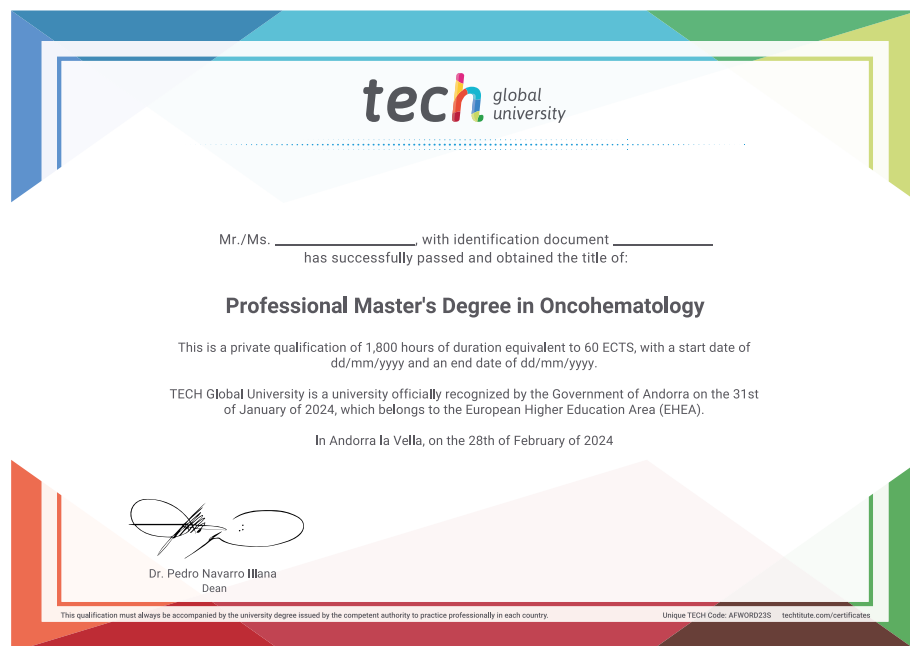 tech global
university
Mr./Ms. ____________________, with identification document ______________
has successfully passed and obtained the title of:
Professional Master's Degree in Oncohematology
This is a private qualification of 1,800 hours of duration equivalent to 60 ECTS, with a start date of
dd/mm/yyyy and an end date of dd/mm/yyyy.
TECH Global University is a university officially recognized by the Government of Andorra on the 31st
of January of 2024, which belongs to the European Higher Education Area (EHEA).
In Andorra la Vella, on the 28th of February of 2024
Dr. Pedro Navarro Illana
Dean
This qualification must always be accompanied by the university degree issued by the competent authority to practice professionally in each country.
Unique TECH Code: AFWORD23S techtitute.com/certificates